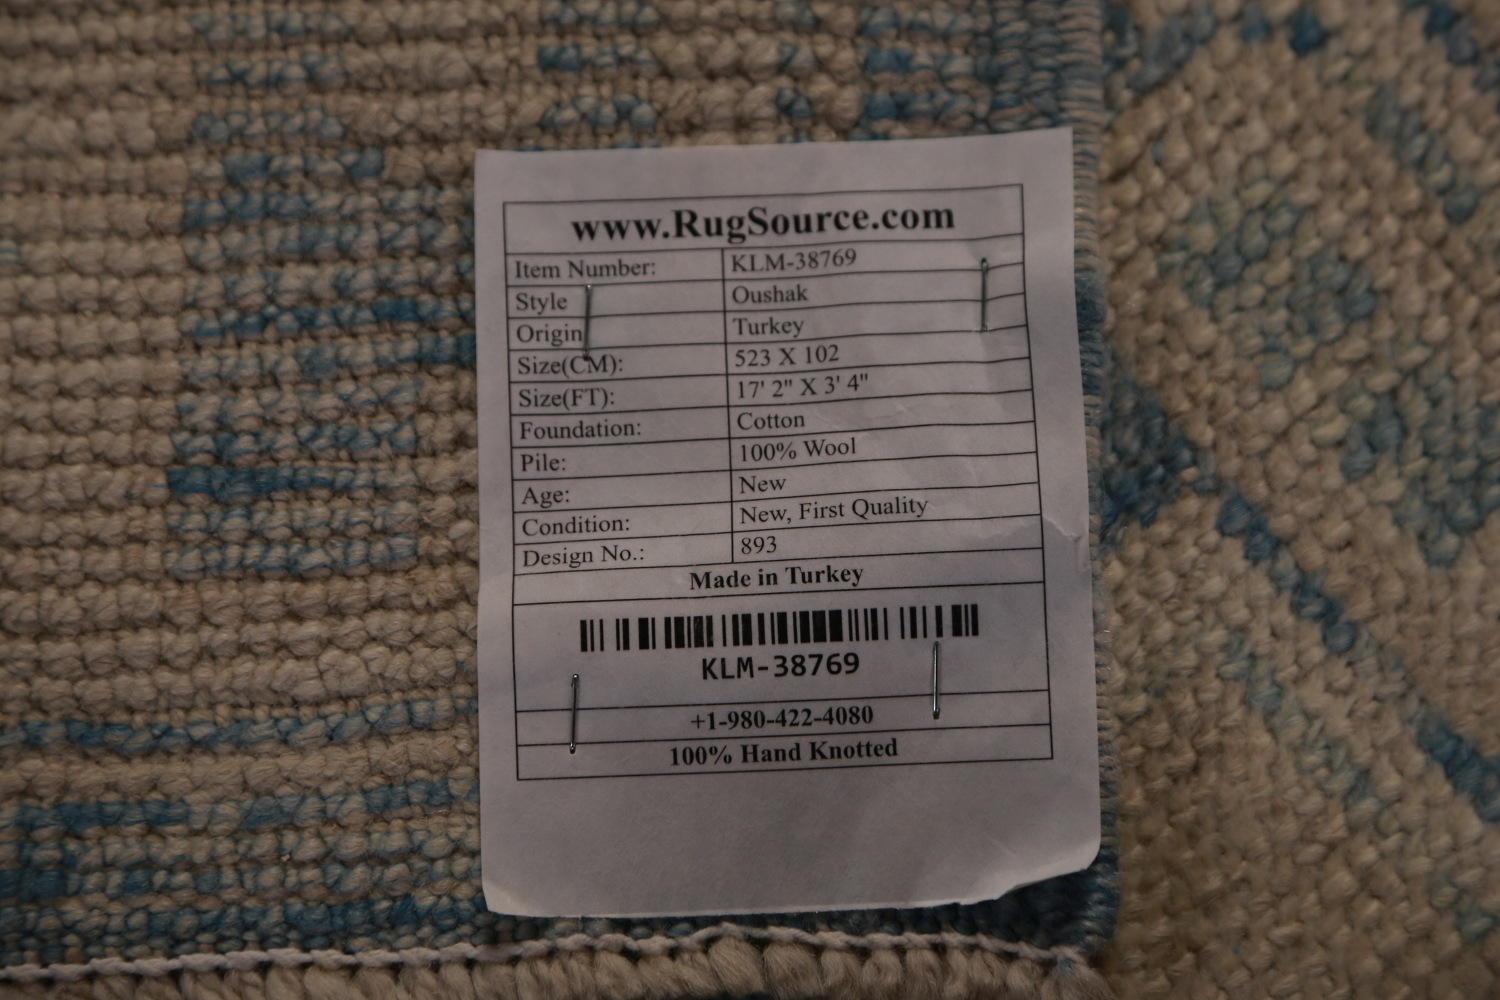 www.RugSource.com
Item Number: KLM-38769
Style Oushak
Origin Turkey
Size(CM): 523 X 102
Size(FT): 17' 2" X 3' 4"
Foundation: Cotton
Pile: 100% Wool
Age: New
Condition: New, First Quality
Design No.: 893
Made in Turkey
KLM-38769
+1-980-422-4080
100% Hand Knotted